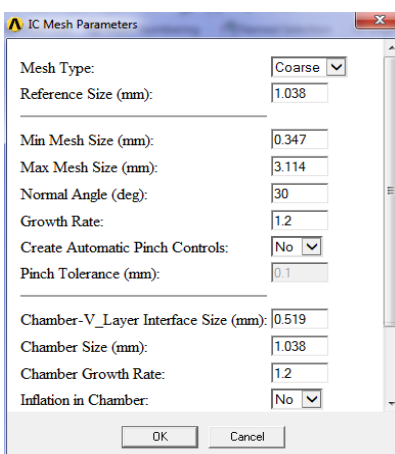 IC Mesh Parameters
Mesh Type: Coarse
Reference Size (mm): 1.038
Min Mesh Size (mm): 0.347
Max Mesh Size (mm): 3.114
Normal Angle (deg): 30
Growth Rate: 1.2
Create Automatic Pinch Controls: No
Pinch Tolerance (mm): 0.1
Chamber-V_Layer Interface Size (mm): 0.519
Chamber Size (mm): 1.038
Chamber Growth Rate: 1.2
Inflation in Chamber: No
OK Cancel